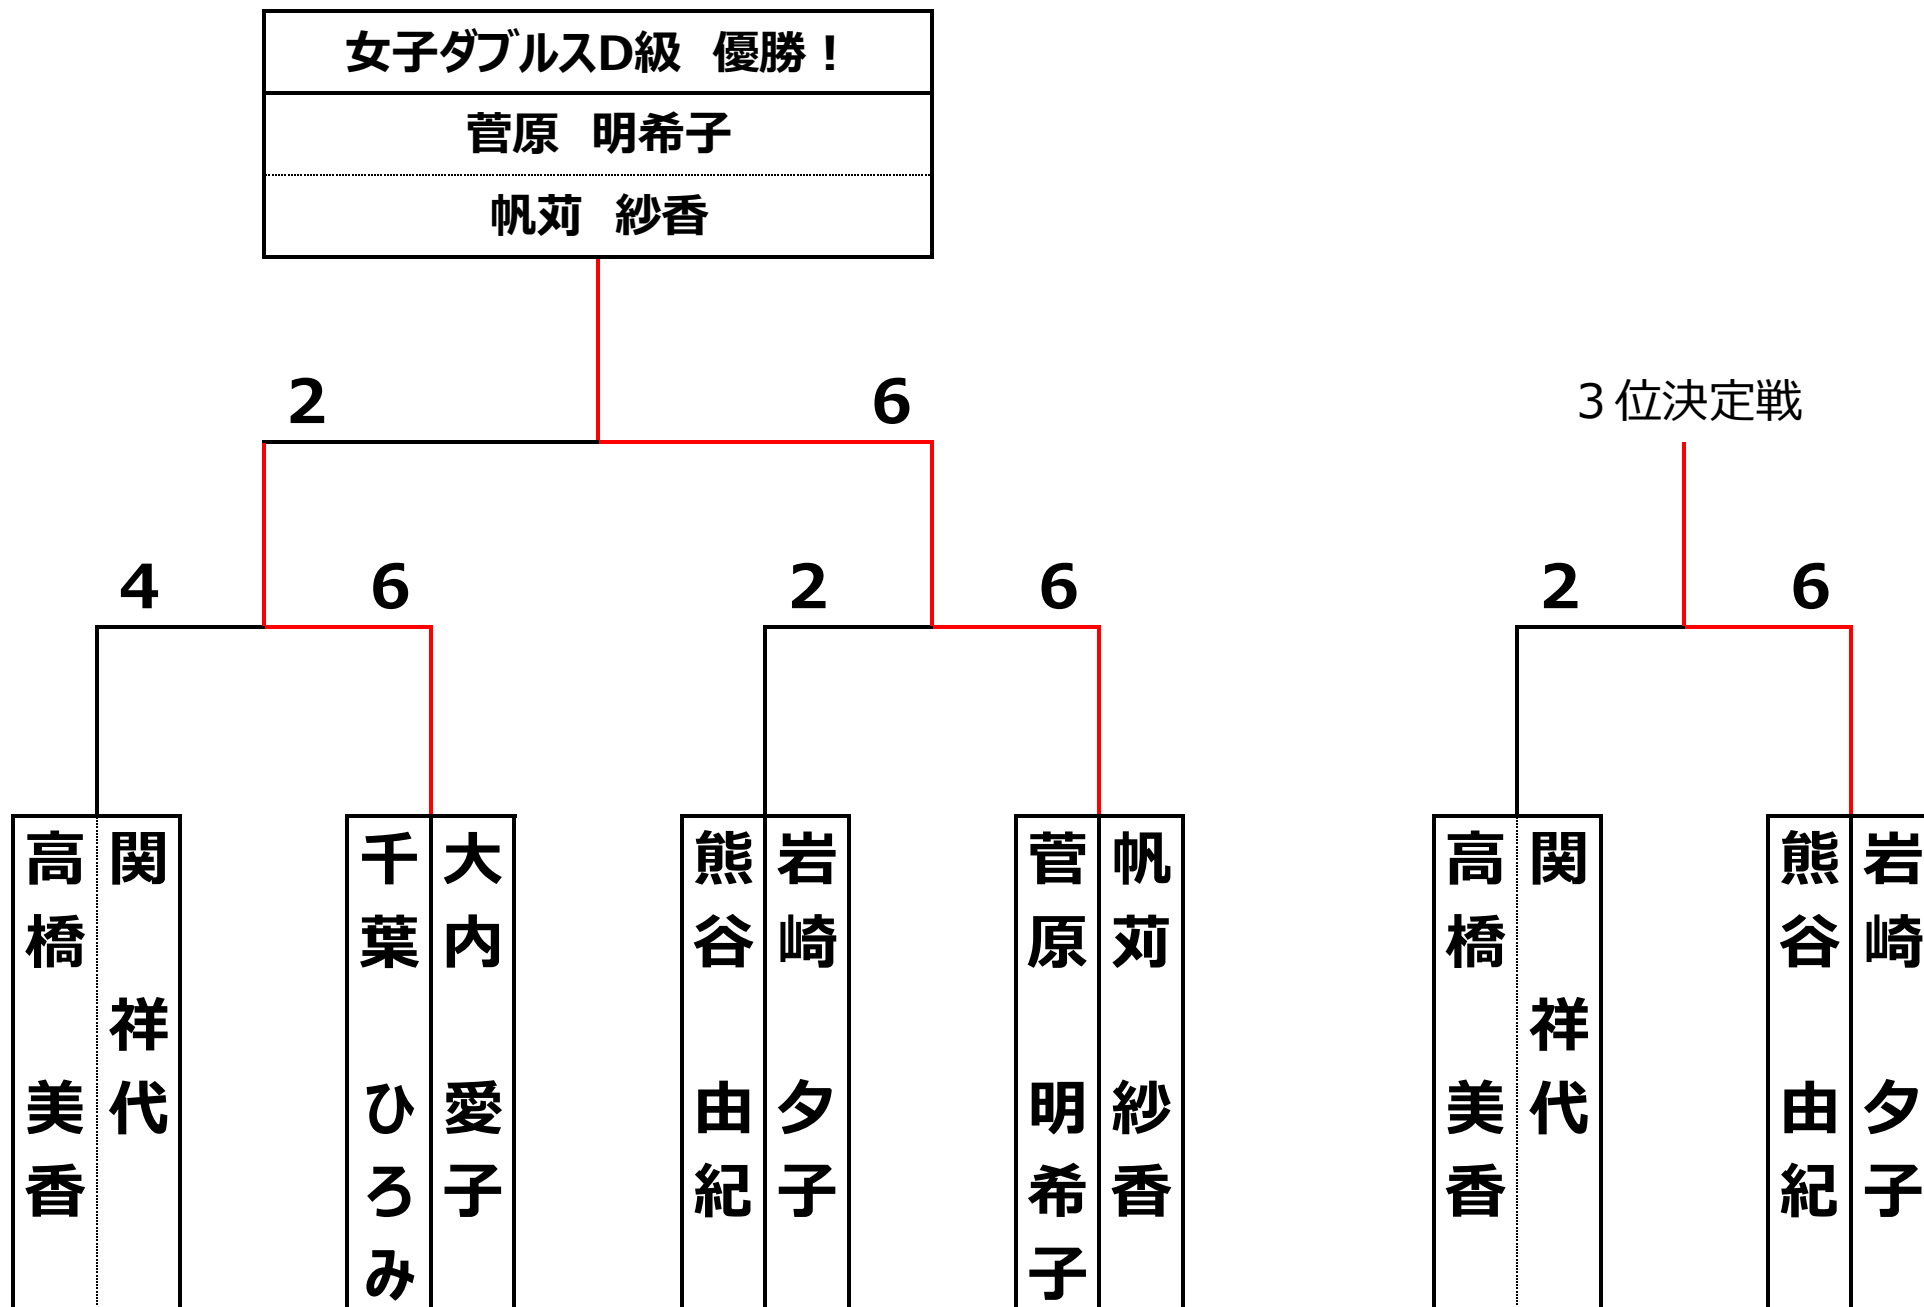 女子ダブルスD級　優勝！
菅原　明希子
帆苅　紗香
2
6
３位決定戦
4
6
2
6
2
6
高橋　美香
関　祥代
千葉　ひろみ
大内　愛子
熊谷　由紀
岩崎　夕子
菅原　明希子
帆苅　紗香
高橋　美香
関　祥代
熊谷　由紀
岩崎　夕子